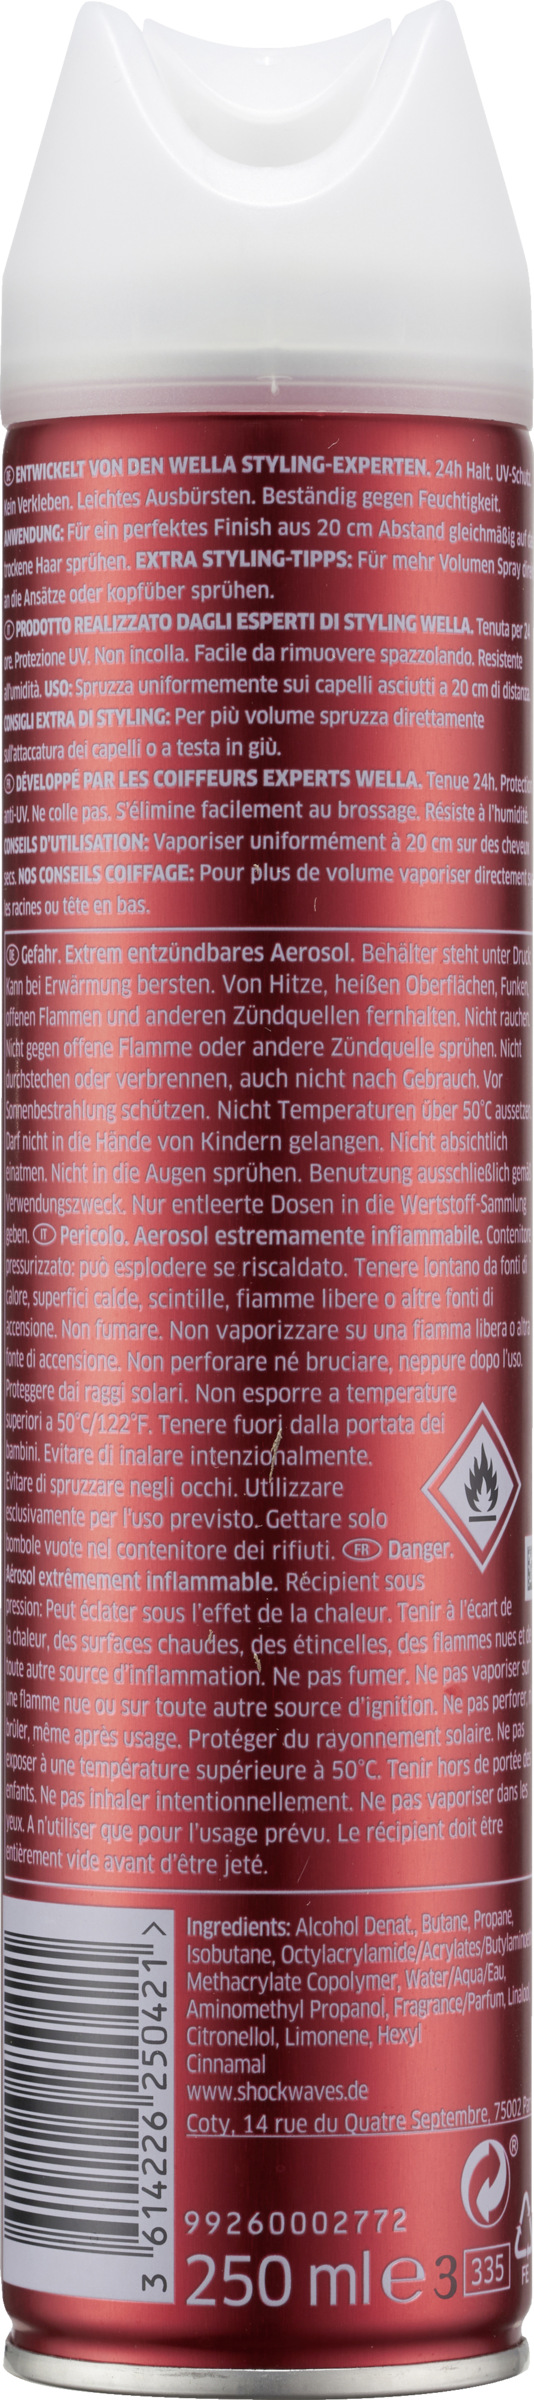 DE ENTWICKELT VON DEN WELLA STYLING-EXPERTEN. 24h Halt. UV-Schutz.
Kein Verkleben. Leichtes Ausbürsten. Beständig gegen Feuchtigkeit.
ANWENDUNG: Für ein perfektes Finish aus 20 cm Abstand gleichmäßig auf
trockene Haar sprühen. EXTRA STYLING-TIPPS: Für mehr Volumen Spray
an die Ansätze oder kopfüber sprühen.
IT PRODOTTO REALIZZATO DAGLI ESPERTI DI STYLING WELLA. Tenuta per 24
ore. Protezione UV. Non incolla. Facile da rimuovere spazzolando. Resistente
all'umidità. USO: Spruzza uniformemente sui capelli asciutti a 20 cm di distanza.
CONSIGLI EXTRA DI STYLING: Per più volume spruzza direttamente
sull'attaccatura dei capelli o a testa in giù.
FR DÉVELOPPÉ PAR LES COIFFEURS EXPERTS WELLA. Tenue 24h. Protection
anti-UV. Ne colle pas. S'élimine facilement au brossage. Résiste à l'humidité.
CONSEILS D'UTILISATION: Vaporiser uniformément à 20 cm sur des cheveux
secs. NOS CONSEILS COIFFAGE: Pour plus de volume vaporiser directement
les racines ou tête en bas.
DE Gefahr. Extrem entzündbares Aerosol. Behälter steht unter Druck:
Kann bei Erwärmung bersten. Von Hitze, heißen Oberflächen, Funken,
offenen Flammen und anderen Zündquellen fernhalten. Nicht rauchen.
Nicht gegen offene Flamme oder andere Zündquelle sprühen. Nicht
durchstechen oder verbrennen, auch nicht nach Gebrauch. Vor
Sonnenbestrahlung schützen. Nicht Temperaturen über 50°C aussetzen.
Darf nicht in die Hände von Kindern gelangen. Nicht absichtlich
einatmen. Nicht in die Augen sprühen. Benutzung ausschließlich gemäß
Verwendungszweck. Nur entleerte Dosen in die Wertstoff-Sammlung
geben. IT Pericolo. Aerosol estremamente infiammabile. Contenitore
pressurizzato: può esplodere se riscaldato. Tenere lontano da fonti di
calore, superfici calde, scintille, fiamme libere o altre fonti di
accensione. Non fumare. Non vaporizzare su una fiamma libera o altra
fonte di accensione. Non perforare né bruciare, neppure dopo l'uso.
Proteggere dai raggi solari. Non esporre a temperature
superiori a 50°C/122°F. Tenere fuori dalla portata dei
bambini. Evitare di inalare intenzionalmente.
Evitare di spruzzare negli occhi. Utilizzare
esclusivamente per l'uso previsto. Gettare solo
bombole vuote nel contenitore dei rifiuti. FR Danger.
Aérosol extrêmement inflammable. Récipient sous
pression: Peut éclater sous l'effet de la chaleur. Tenir à l'écart de
la chaleur, des surfaces chaudes, des étincelles, des flammes nues et de
toute autre source d'inflammation. Ne pas fumer. Ne pas vaporiser sur
une flamme nue ou sur toute autre source d'ignition. Ne pas perforer,
brûler, même après usage. Protéger du rayonnement solaire. Ne pas
exposer à une température supérieure à 50°C. Tenir hors de portée des
enfants. Ne pas inhaler intentionnellement. Ne pas vaporiser dans les
yeux. A n'utiliser que pour l'usage prévu. Le récipient doit être
entièrement vide avant d'être jeté.
Ingredients: Alcohol Denat., Butane, Propane,
Isobutane, Octylacrylamide/Acrylates/Butylaminoethyl
Methacrylate Copolymer, Water/Aqua/Eau,
Aminomethyl Propanol, Fragrance/Parfum, Linalool,
Citronellol, Limonene, Hexyl
Cinnamal
www.shockwaves.de
Coty, 14 rue du Quatre Septembre, 75002
3 614226 250421 >
99260002772
250 ml e 3 335
FE